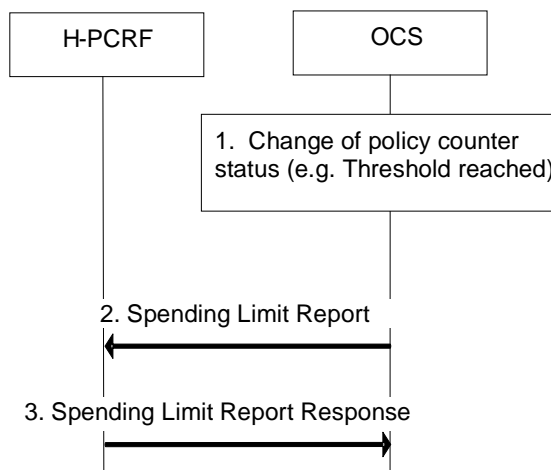 H-PCRF
OCS
1. Change of policy counter
status (e.g. Threshold reached)
2. Spending Limit Report
3. Spending Limit Report Response